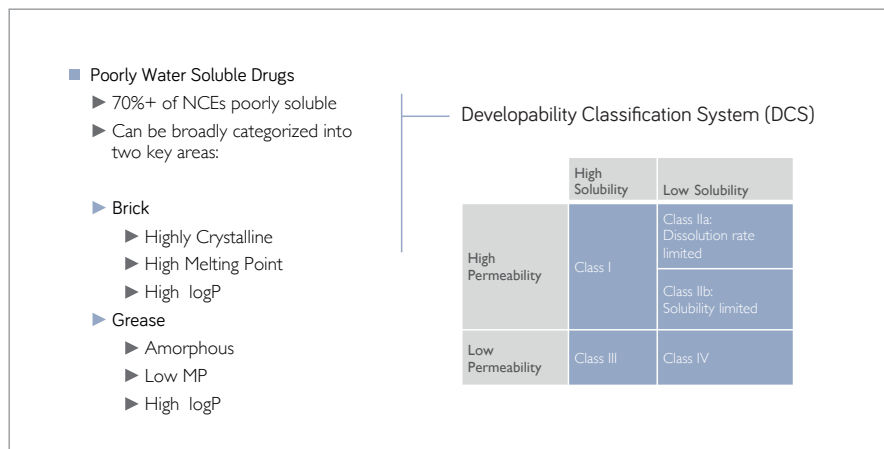 Poorly Water Soluble Drugs
70%+ of NCEs poorly soluble
Can be broadly categorized into
two key areas:
Brick
Highly Crystalline
High Melting Point
High logP
Grease
Amorphous
Low MP
High logP
Developability Classification System (DCS)
High
Solubility
Low Solubility
High
Permeability
Class I
Class IIa:
Dissolution rate
limited
Class IIb:
Solubility limited
Low
Permeability
Class III
Class IV